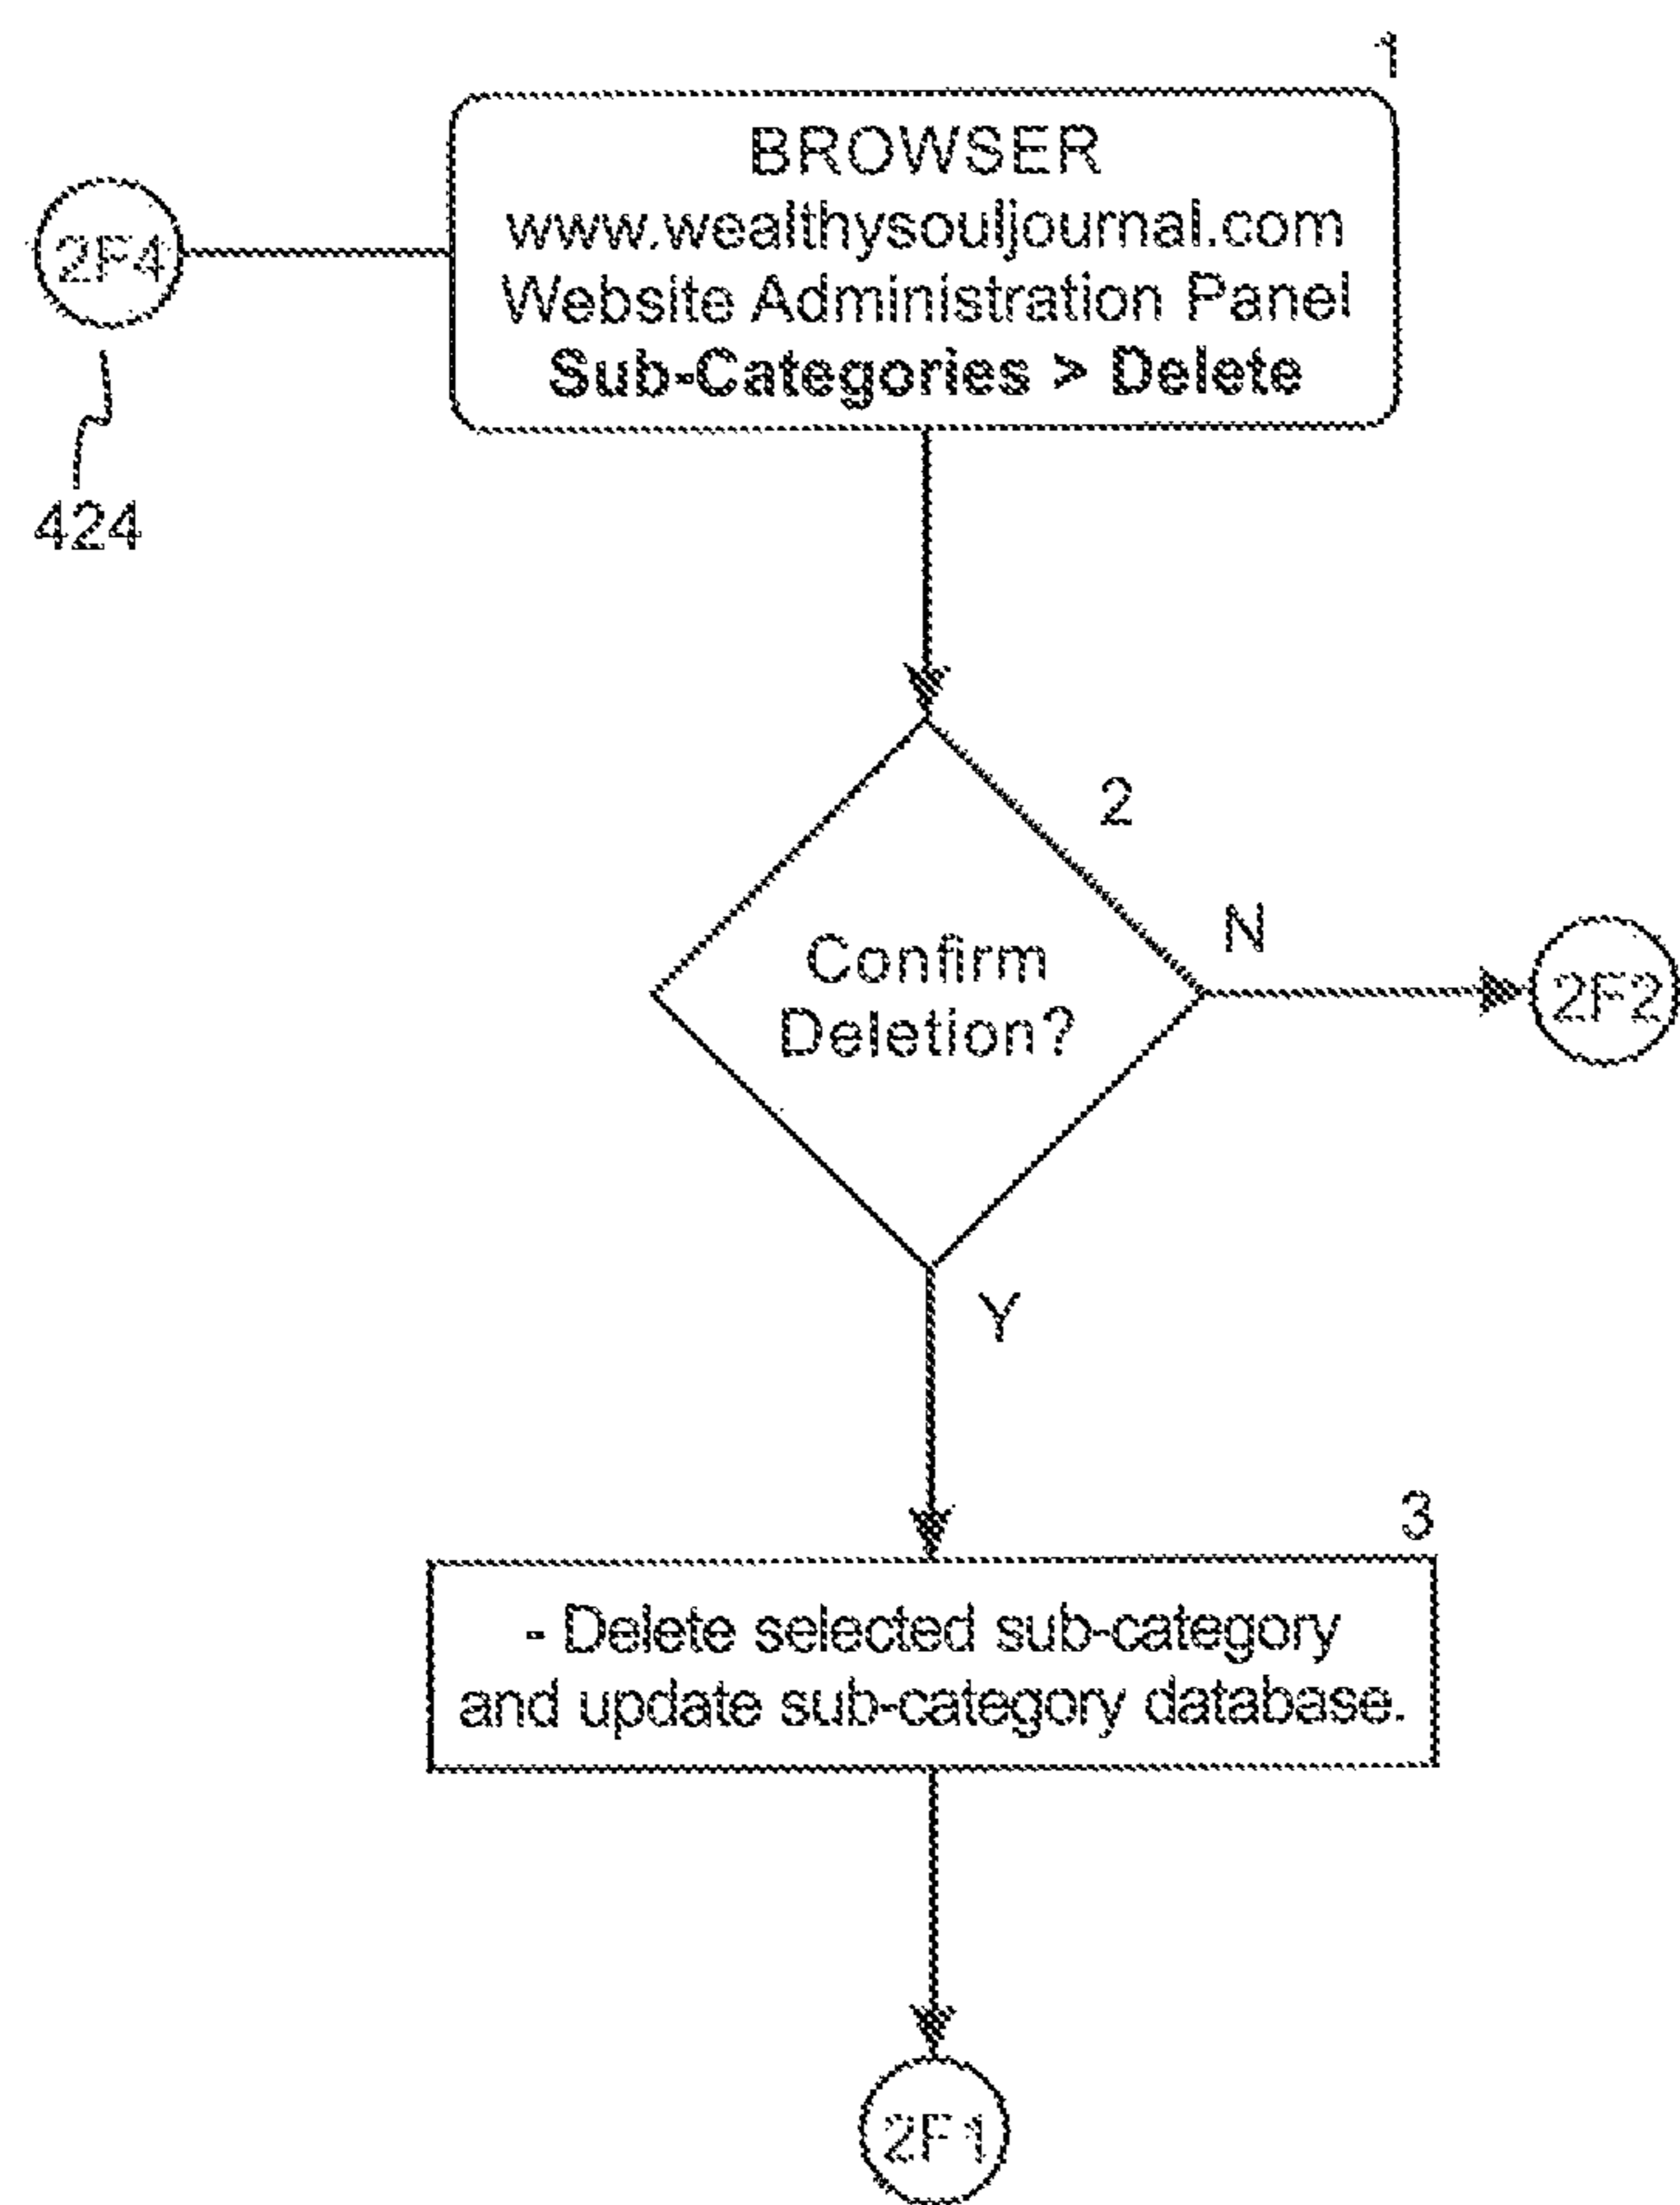 1
BROWSER
www.wealthysouljournal.com
Website Administration Panel
Sub-Categories > Delete
2F4
424
2
Confirm
Deletion?
N
2F2
Y
3
- Delete selected sub-category
and update sub-category database.
2F1